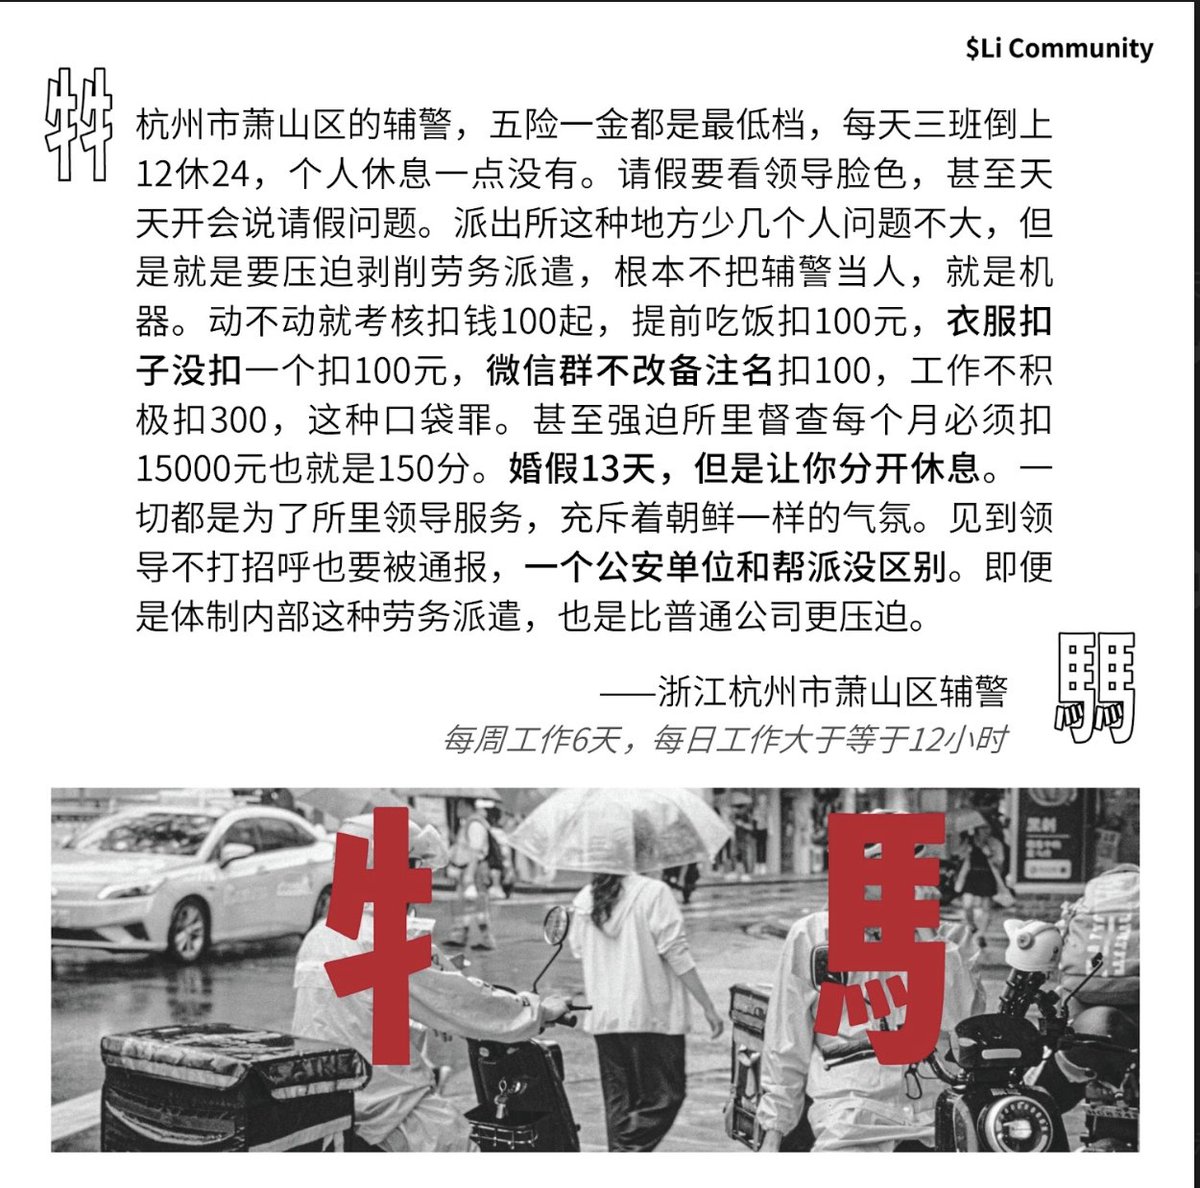 $Li Community
牜牜
杭州市萧山区的辅警，五险一金都是最低档，每天三班倒上
12休24，个人休息一点没有。请假要看领导脸色，甚至天
天开会说请假问题。派出所这种地方少几个人问题不大，但
是就是要压迫剥削劳务派遣，根本不把辅警当人，就是机
器。动不动就考核扣钱100起，提前吃饭扣100元，衣服扣
子没扣一个扣100元，微信群不改备注名扣100，工作不积
极扣300，这种口袋罪。甚至强迫所里督查每个月必须扣
15000元也就是150分。婚假13天，但是让你分开休息。一
切都是为了所里领导服务，充斥着朝鲜一样的气氛。见到领
导不打招呼也要被通报，一个公安单位和帮派没区别。即便
是体制内部这种劳务派遣，也是比普通公司更压迫。
——浙江杭州市萧山区辅警
每周工作6天，每日工作大于等于12小时
馬馬
牛 馬